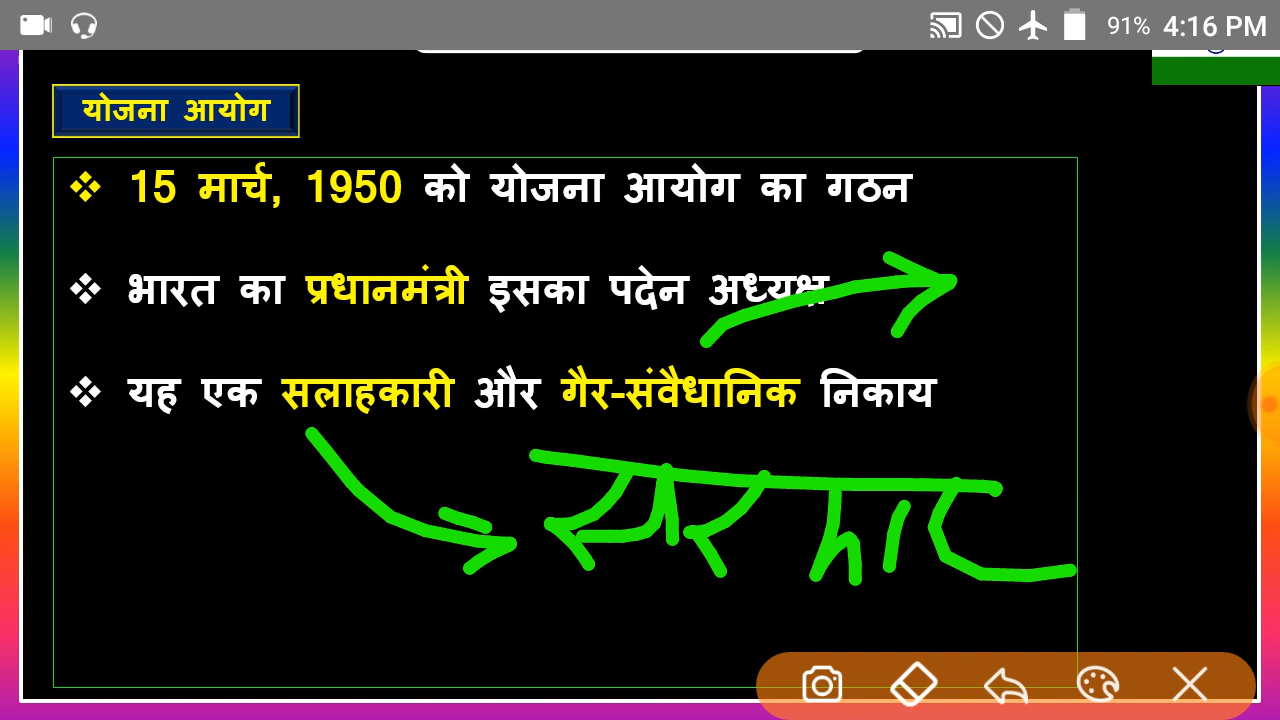 91% 4:16 PM
योजना आयोग
❖ 15 मार्च, 1950 को योजना आयोग का गठन
❖ भारत का प्रधानमंत्री इसका पदेन अध्यक्ष
❖ यह एक सलाहकारी और गैर-संवैधानिक निकाय